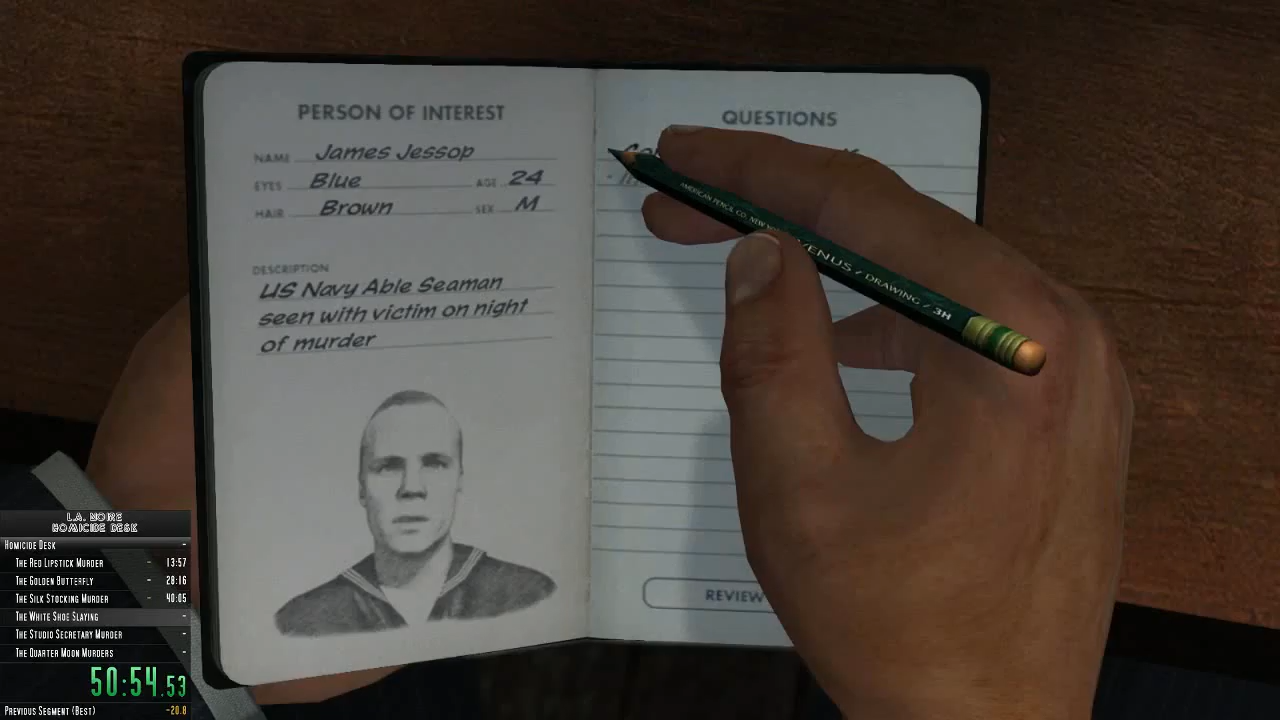 PERSON OF INTEREST
NAME James Jessop
EYES Blue AGE 24
HAIR Brown SEX M
DESCRIPTION
US Navy Able Seaman
seen with victim on night
of murder
QUESTIONS
REVIEW
AMERICAN PENCIL CO. NEW YORK VENUS / DRAWING / 3H
L.A. NOIRE
HOMICIDE DESK
HOMICIDE DESK -
THE RED LIPSTICK MURDER - 13:57
THE GOLDEN BUTTERFLY - 28:16
THE SILK STOCKING MURDER - 40:05
THE WHITE SHOE SLAYING -
THE STUDIO SECRETARY MURDER -
THE QUARTER MOON MURDERS -
50:54.53
PREVIOUS SEGMENT (BEST) -20.8